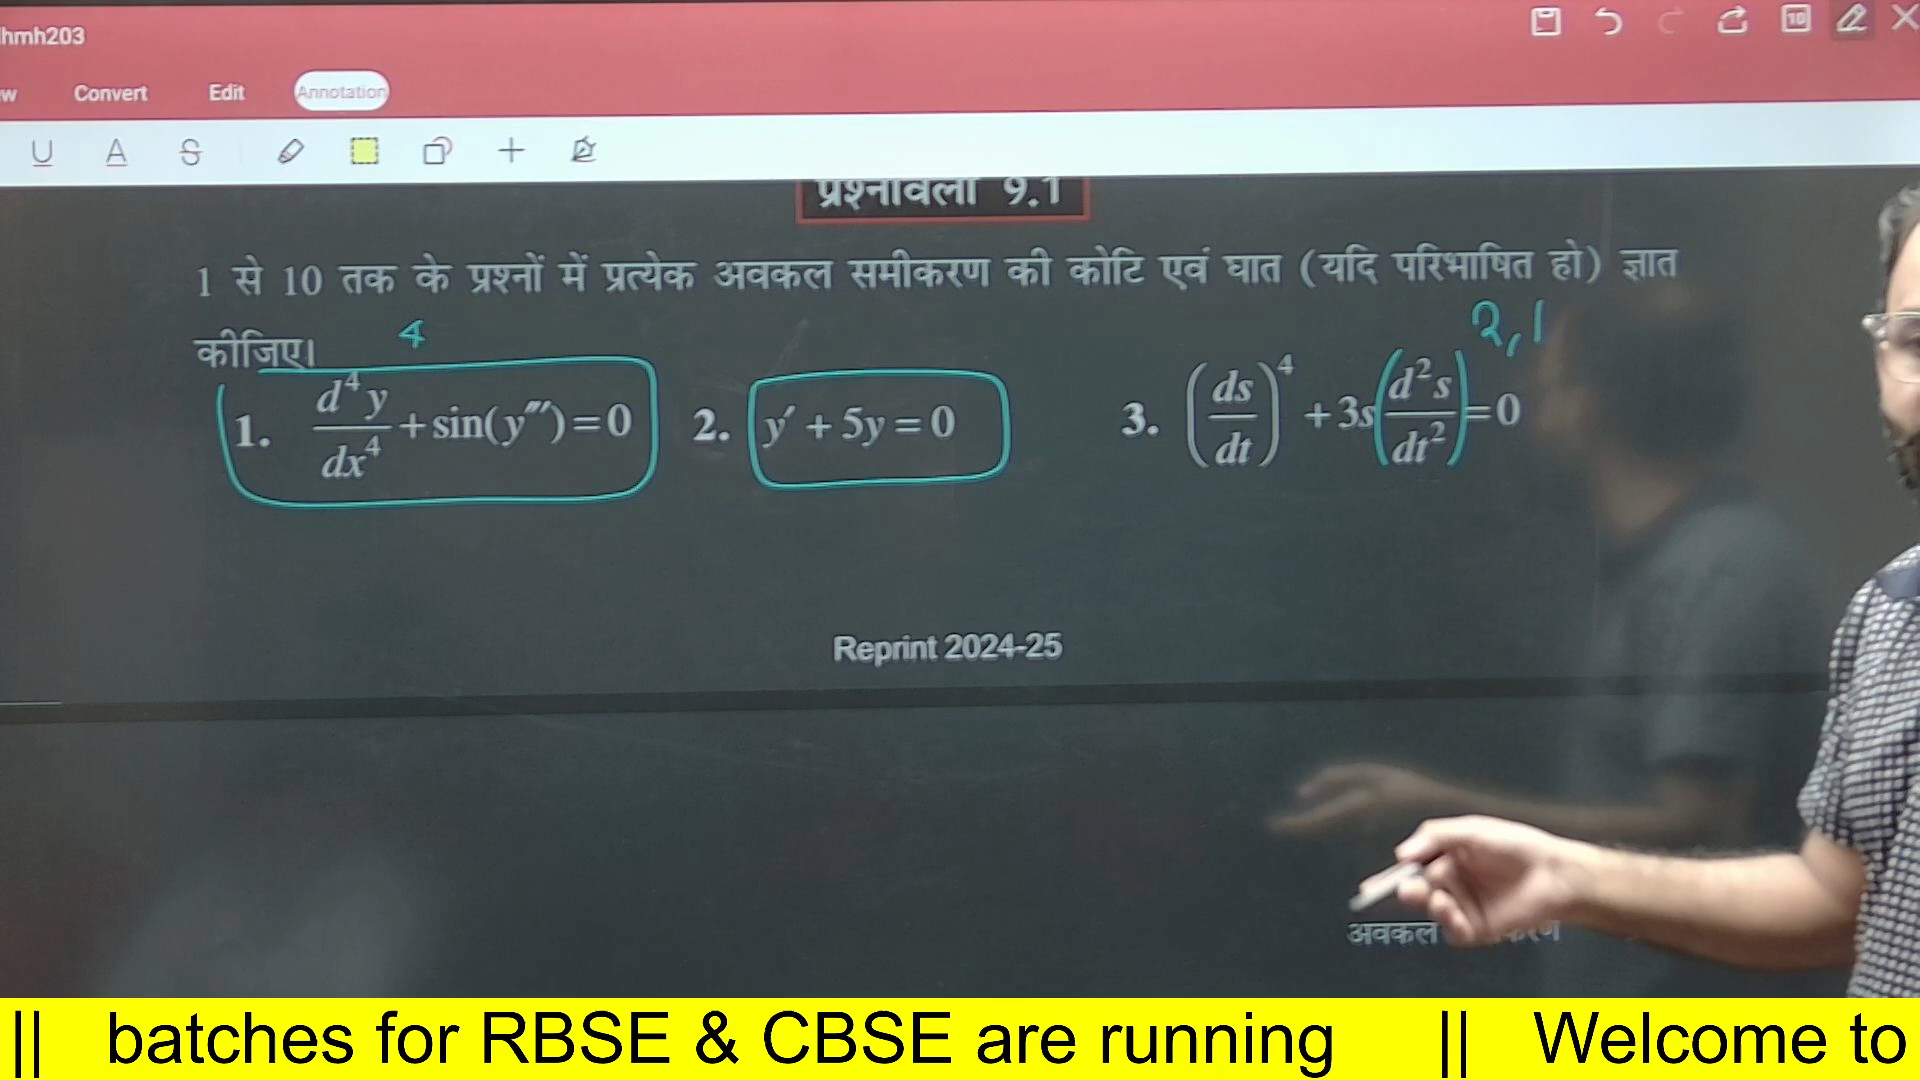 hmh203
Convert Edit Annotation
U A S
प्रश्नावली 9.1
1 से 10 तक के प्रश्नों में प्रत्येक अवकल समीकरण की कोटि एवं घात (यदि परिभाषित हो) ज्ञात
कीजिए। 4 2,1
1. d⁴y/dx⁴ + sin(y‴) = 0 2. y′ + 5y = 0 3. (ds/dt)⁴ + 3s(d²s/dt²) = 0
Reprint 2024-25
अवकल
|| batches for RBSE & CBSE are running || Welcome to